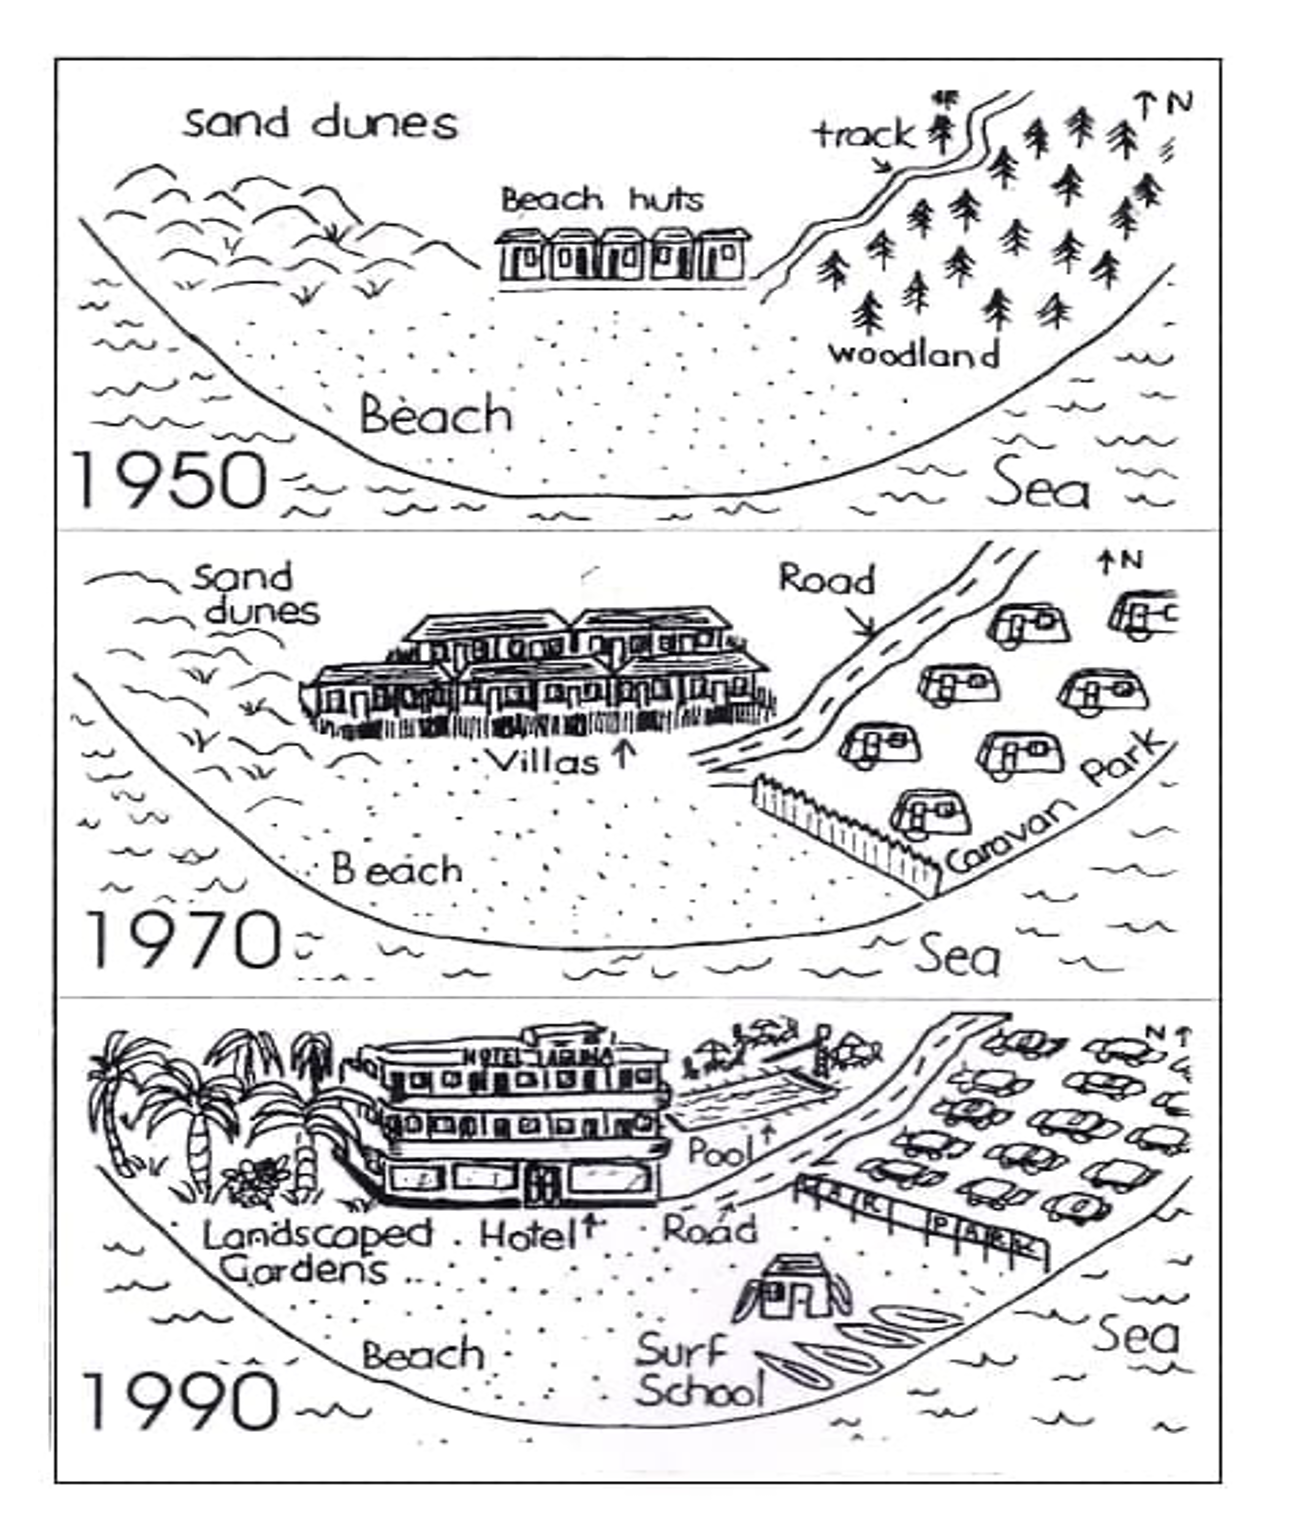 Sand dunes
track
N
Beach huts
woodland
Beach
1950
Sea
Sand
dunes
Road
N
Villas
Caravan Park
Beach
1970
Sea
HOTEL LAGUNA
N
Pool
CAR PARK
Landscaped
Gardens
Hotel
Road
Surf
School
Beach
Sea
1990